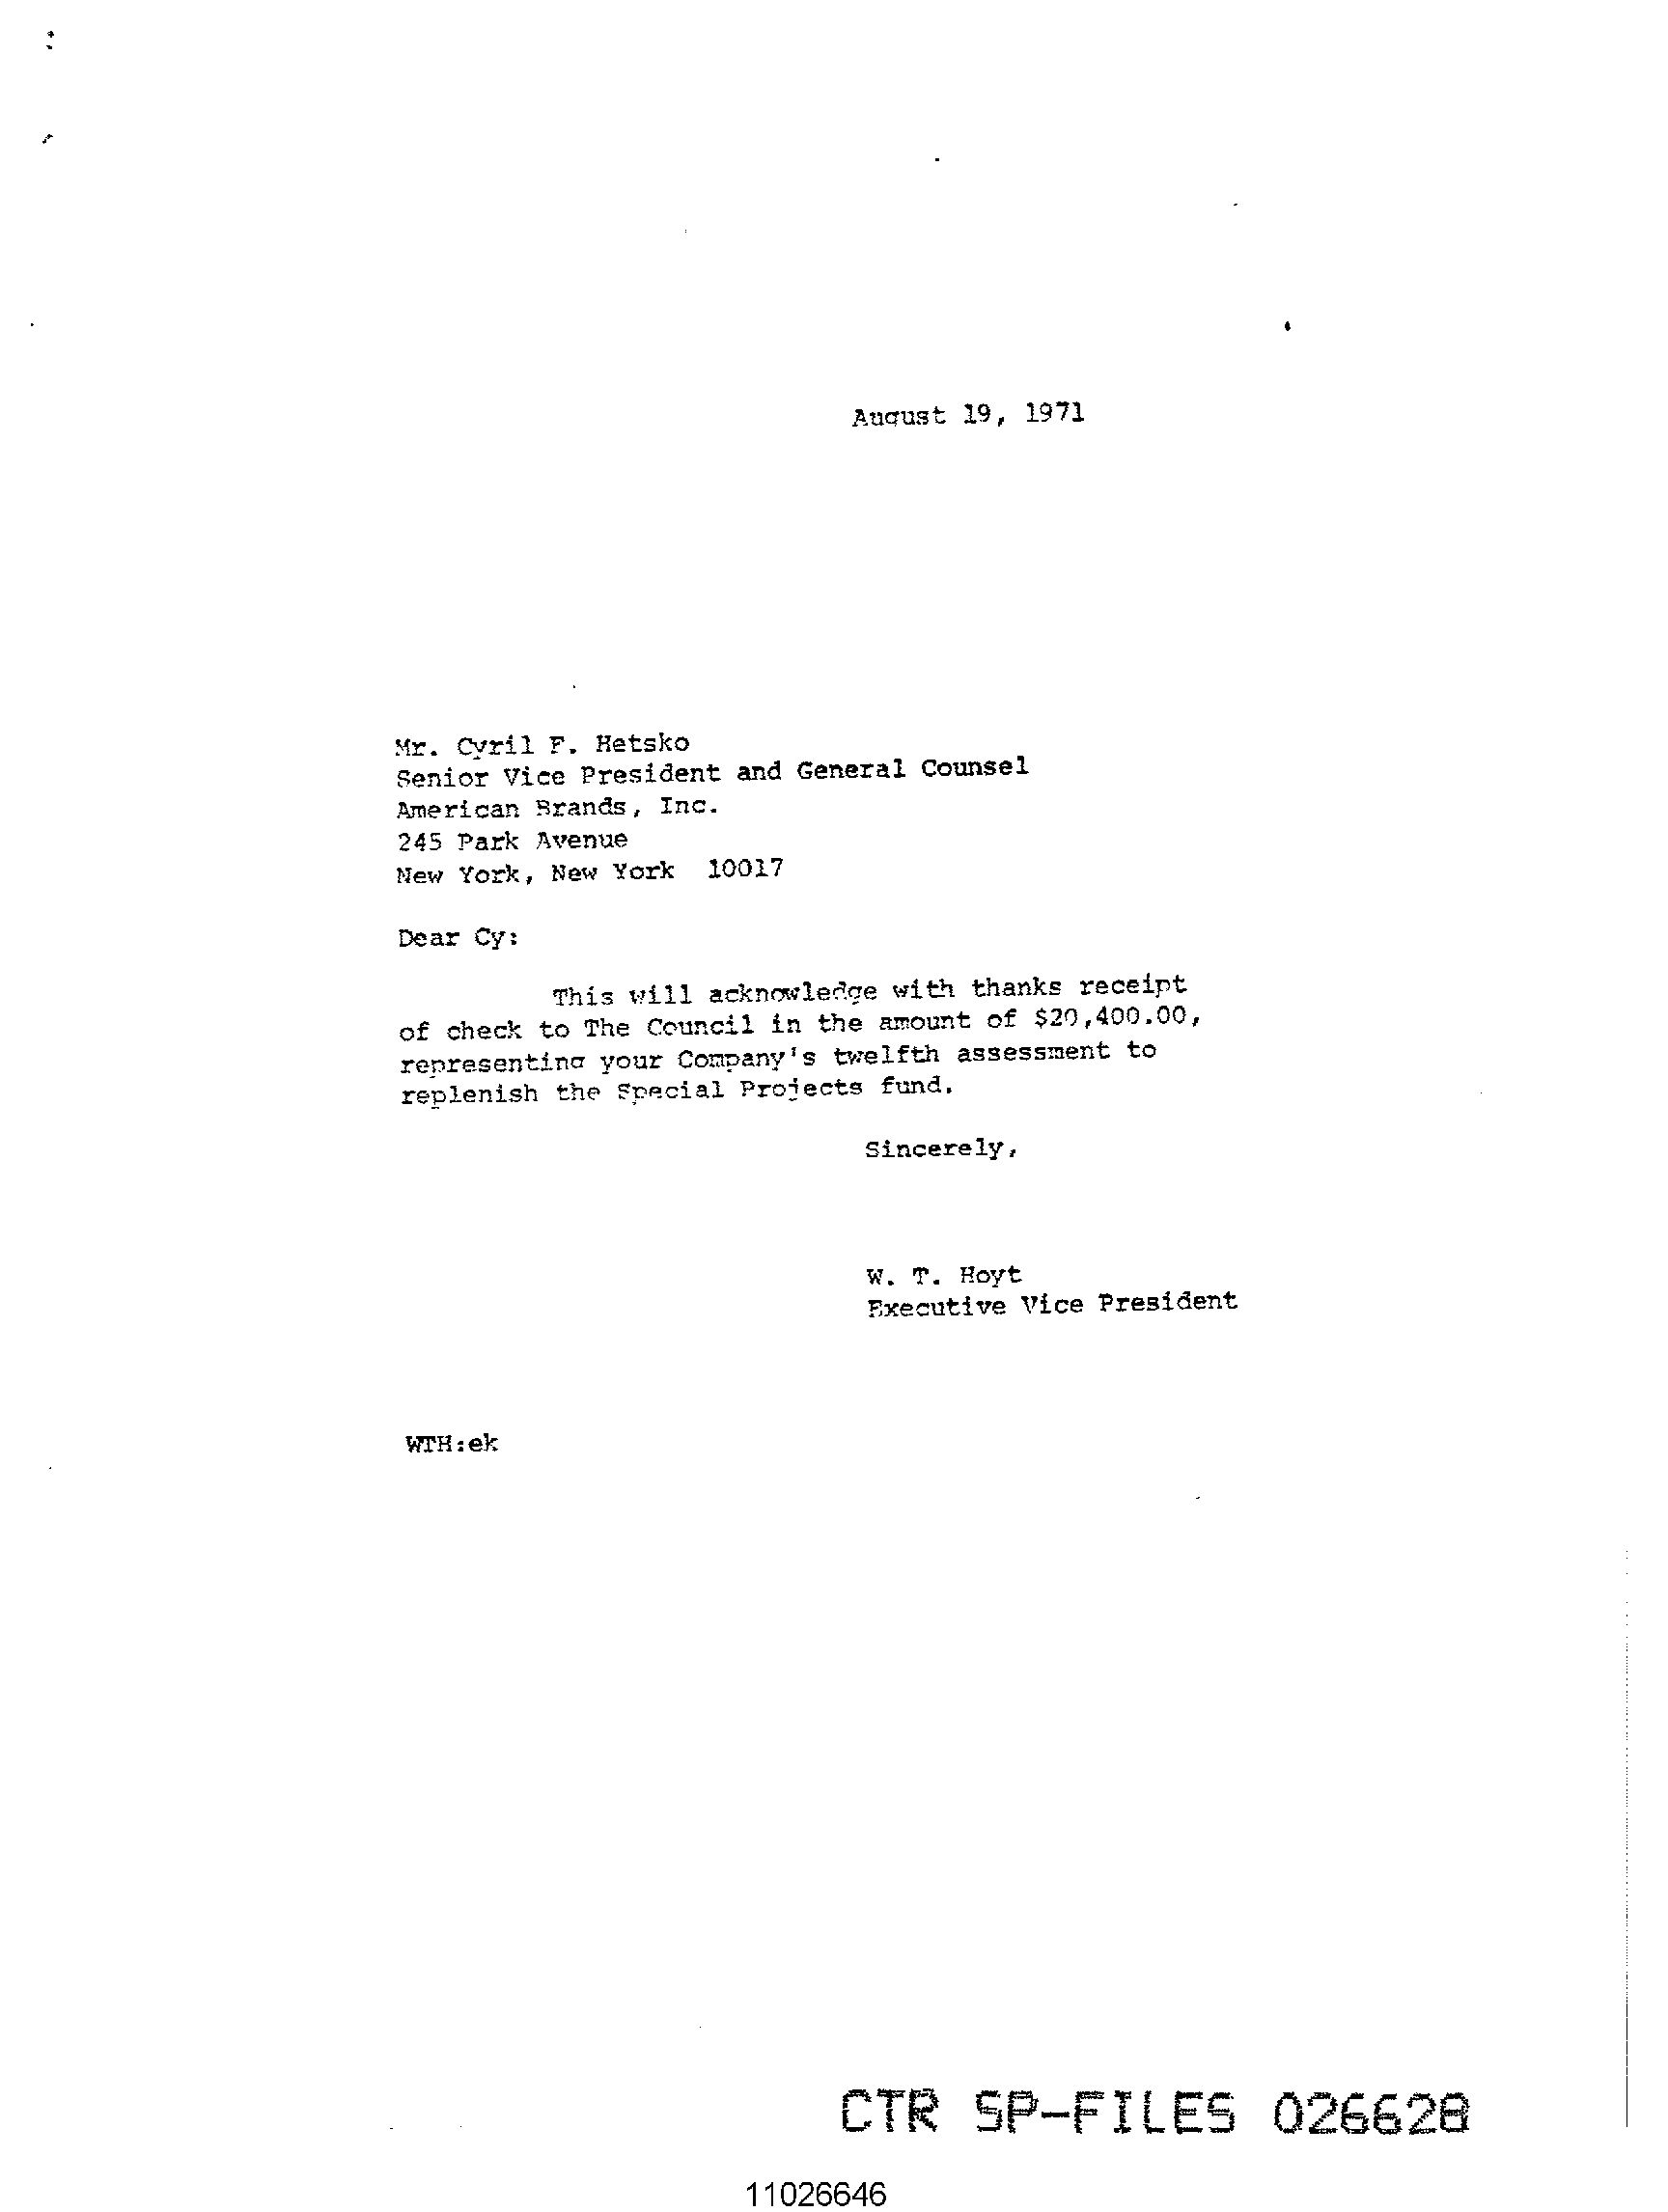 August 19, 1971
Mr. Cyril F. Hetsko
Senior Vice President and General Counsel
American Brands, Inc.
245 Park Avenue
New York, New York 10017
Dear Cy:
This will acknowledge with thanks receipt
of check to The Council in the amount of $20,400.00,
representing your Company's twelfth assessment to
replenish the Special Projects fund.
Sincerely,
W. T. Hoyt
Executive Vice President
WTH:ek
CTR SP-FILES 026628
11026646